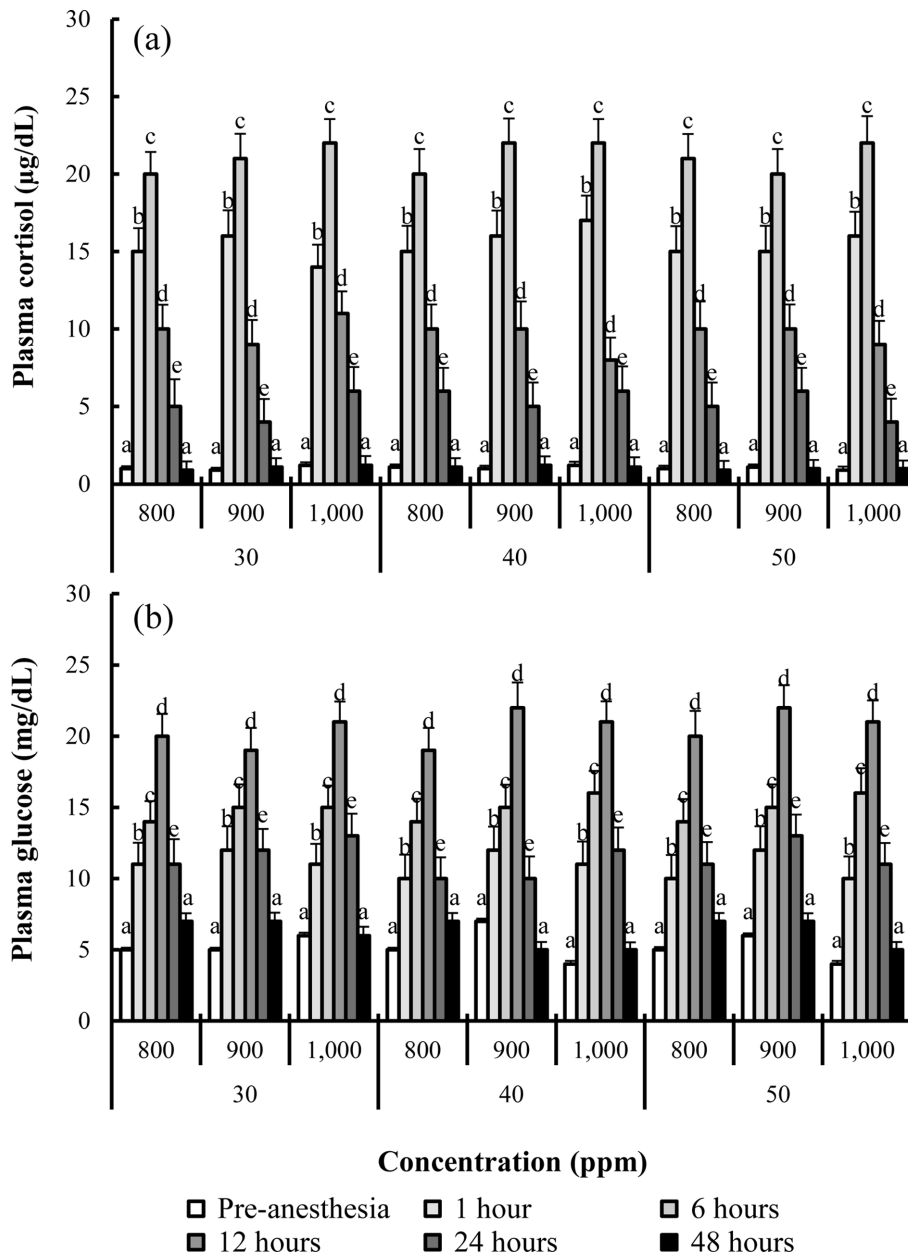 (a)
Plasma cortisol (µg/dL)
30
25
20
15
10
5
0
a b c d e a a b c d e a a b c d e a a b c d e a a b c d e a a b c d e a a b c d e a a b c d e a a b c d e a
800 900 1,000 800 900 1,000 800 900 1,000
30 40 50
(b)
Plasma glucose (mg/dL)
30
25
20
15
10
5
0
a b c d e a a b c d e a a b c d e a a b c d e a a b c d e a a b c d e a a b c d e a a b c d e a a b c d e a
800 900 1,000 800 900 1,000 800 900 1,000
30 40 50
Concentration (ppm)
Pre-anesthesia 1 hour 6 hours
12 hours 24 hours 48 hours